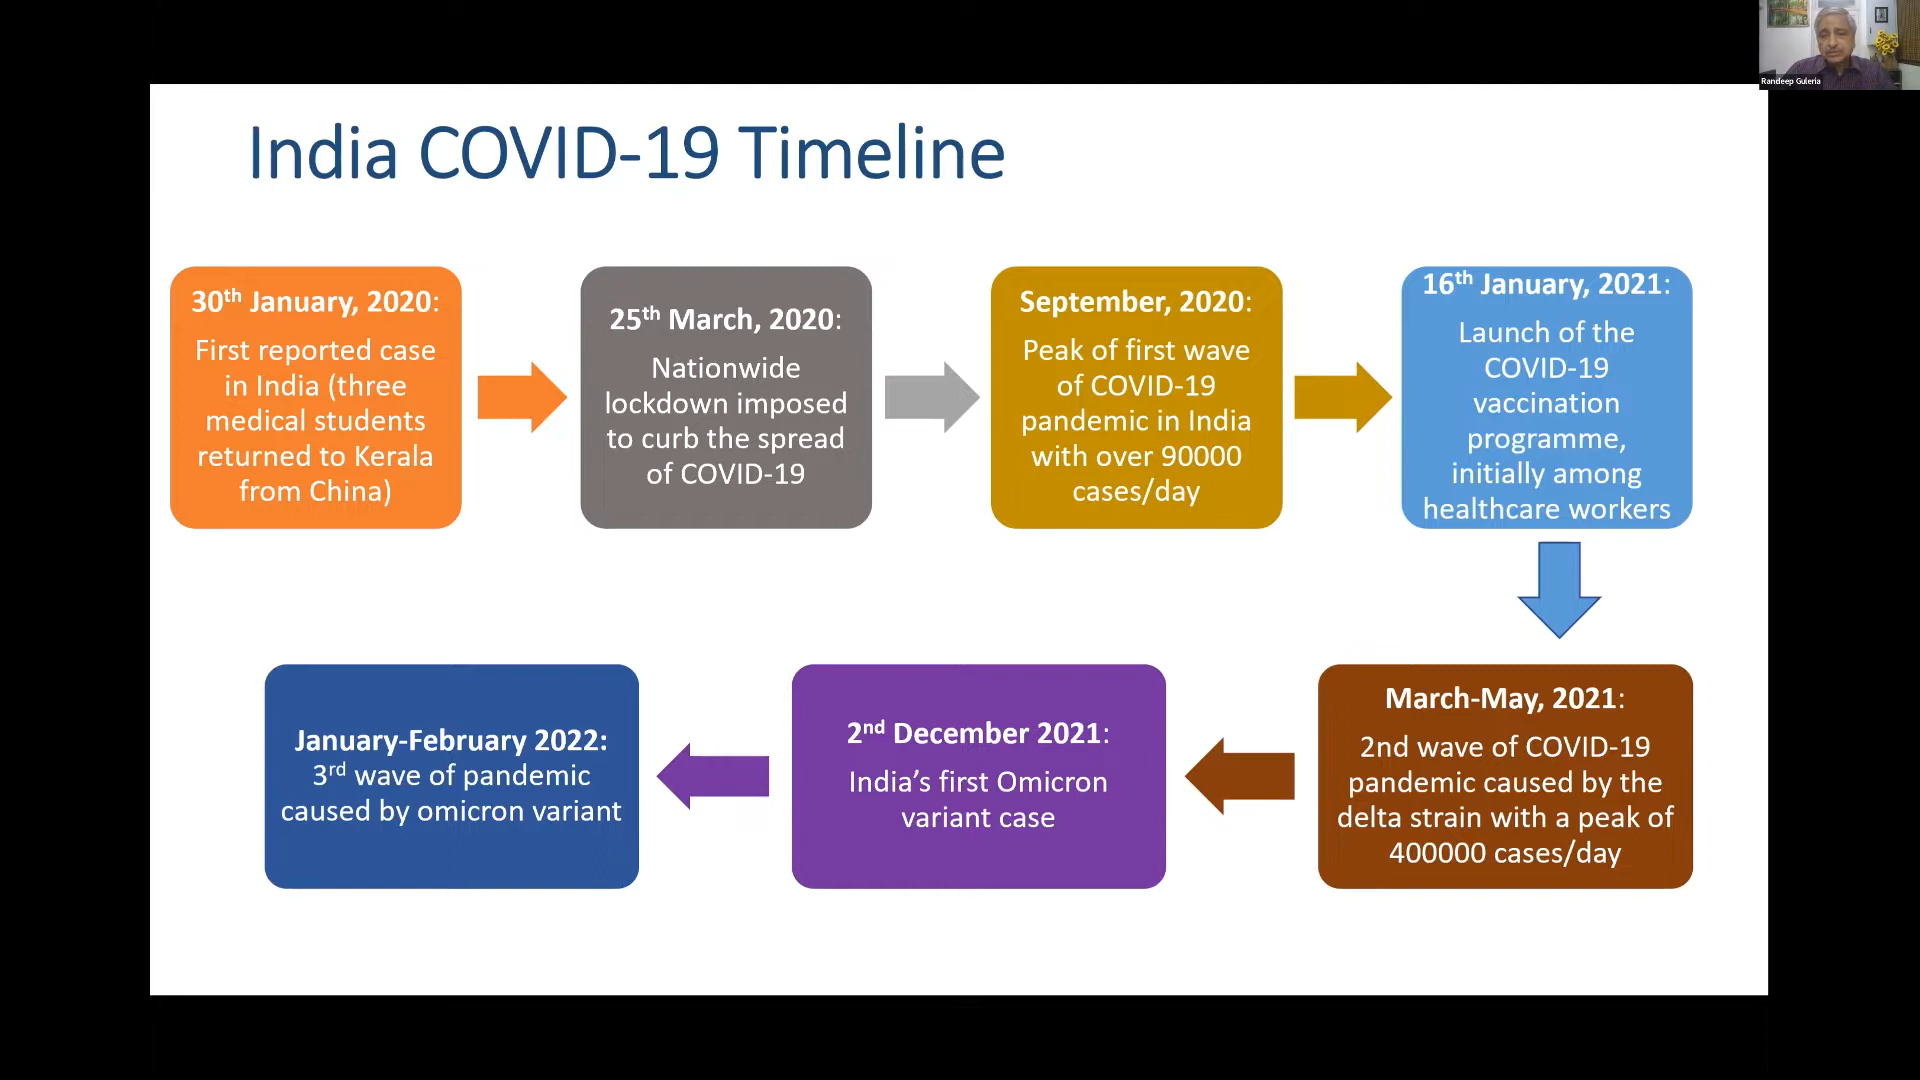 Randeep Guleria
India COVID-19 Timeline
30th January, 2020:
First reported case
in India (three
medical students
returned to Kerala
from China)
25th March, 2020:
Nationwide
lockdown imposed
to curb the spread
of COVID-19
September, 2020:
Peak of first wave
of COVID-19
pandemic in India
with over 90000
cases/day
16th January, 2021:
Launch of the
COVID-19
vaccination
programme,
initially among
healthcare workers
March-May, 2021:
2nd wave of COVID-19
pandemic caused by the
delta strain with a peak of
400000 cases/day
2nd December 2021:
India’s first Omicron
variant case
January-February 2022:
3rd wave of pandemic
caused by omicron variant